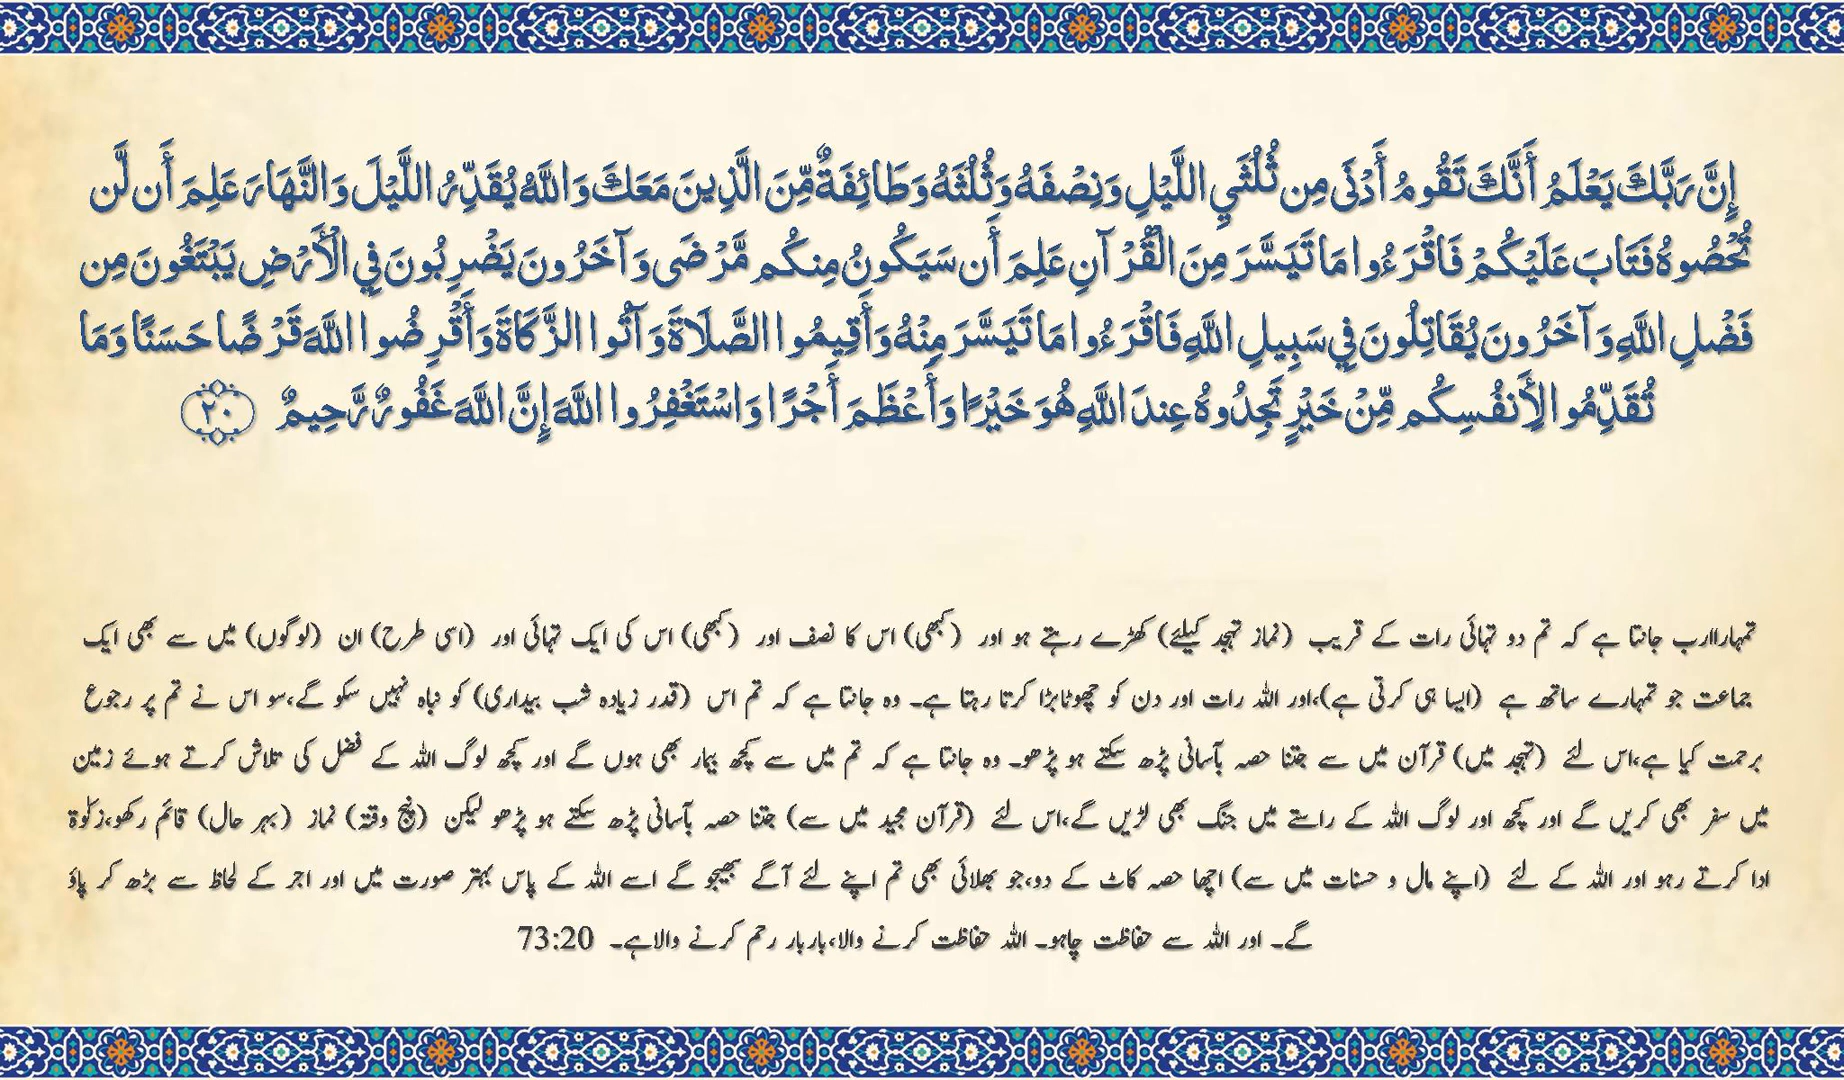 إِنَّ رَبَّكَ يَعْلَمُ أَنَّكَ تَقُومُ أَدْنَى مِن ثُلُثَيِ اللَّيْلِ وَنِصْفَهُ وَثُلُثَهُ وَطَائِفَةٌ مِّنَ الَّذِينَ مَعَكَ وَاللَّهُ يُقَدِّرُ اللَّيْلَ وَالنَّهَارَ عَلِمَ أَن لَّن
تُحْصُوهُ فَتَابَ عَلَيْكُمْ فَاقْرَءُوا مَا تَيَسَّرَ مِنَ الْقُرْآنِ عَلِمَ أَن سَيَكُونُ مِنكُم مَّرْضَى وَآخَرُونَ يَضْرِبُونَ فِي الْأَرْضِ يَبْتَغُونَ مِن
فَضْلِ اللَّهِ وَآخَرُونَ يُقَاتِلُونَ فِي سَبِيلِ اللَّهِ فَاقْرَءُوا مَا تَيَسَّرَ مِنْهُ وَأَقِيمُوا الصَّلَاةَ وَآتُوا الزَّكَاةَ وَأَقْرِضُوا اللَّهَ قَرْضًا حَسَنًا وَمَا
تُقَدِّمُوا لِأَنفُسِكُم مِّنْ خَيْرٍ تَجِدُوهُ عِندَ اللَّهِ هُوَ خَيْرًا وَأَعْظَمَ أَجْرًا وَاسْتَغْفِرُوا اللَّهَ إِنَّ اللَّهَ غَفُورٌ رَّحِيمٌ ٢٠
تمہارارب جانتا ہے کہ تم دو تہائی رات کے قریب (نماز تہجد کیلئے) کھڑے رہتے ہو اور (کبھی) اس کا نصف اور (کبھی) اس کی ایک تہائی اور (اسی طرح) ان (لوگوں) میں سے بھی ایک
جماعت جو تمہارے ساتھ ہے (ایسا ہی کرتی ہے)،اور اللہ رات اور دن کو چھوٹابڑا کرتا رہتا ہے۔ وہ جانتا ہے کہ تم اس (قدر زیادہ شب بیداری) کو نباہ نہیں سکو گے،سو اس نے تم پر رجوع
برحمت کیا ہے،اس لئے (تہجد میں) قرآن میں سے جتنا حصہ بآسانی پڑھ سکتے ہو پڑھو۔ وہ جانتا ہے کہ تم میں سے کچھ بیمار بھی ہوں گے اور کچھ لوگ اللہ کے فضل کی تلاش کرتے ہوئے زمین
میں سفر بھی کریں گے اور کچھ اور لوگ اللہ کے راستے میں جنگ بھی لڑیں گے،اس لئے (قرآن مجید میں سے) جتنا حصہ بآسانی پڑھ سکتے ہو پڑھو لیکن (پنج وقتہ) نماز (بہر حال) قائم رکھو،زکٰوۃ
ادا کرتے رہو اور اللہ کے لئے (اپنے مال و حسنات میں سے) اچھا حصہ کاٹ کے دو،جو بھلائی بھی تم اپنے لئے آگے بھیجو گے اسے اللہ کے پاس بہتر صورت میں اور اجر کے لحاظ سے بڑھ کر پاؤ
گے۔ اور اللہ سے حفاظت چاہو۔ اللہ حفاظت کرنے والا،باربار رحم کرنے والاہے۔ 73:20